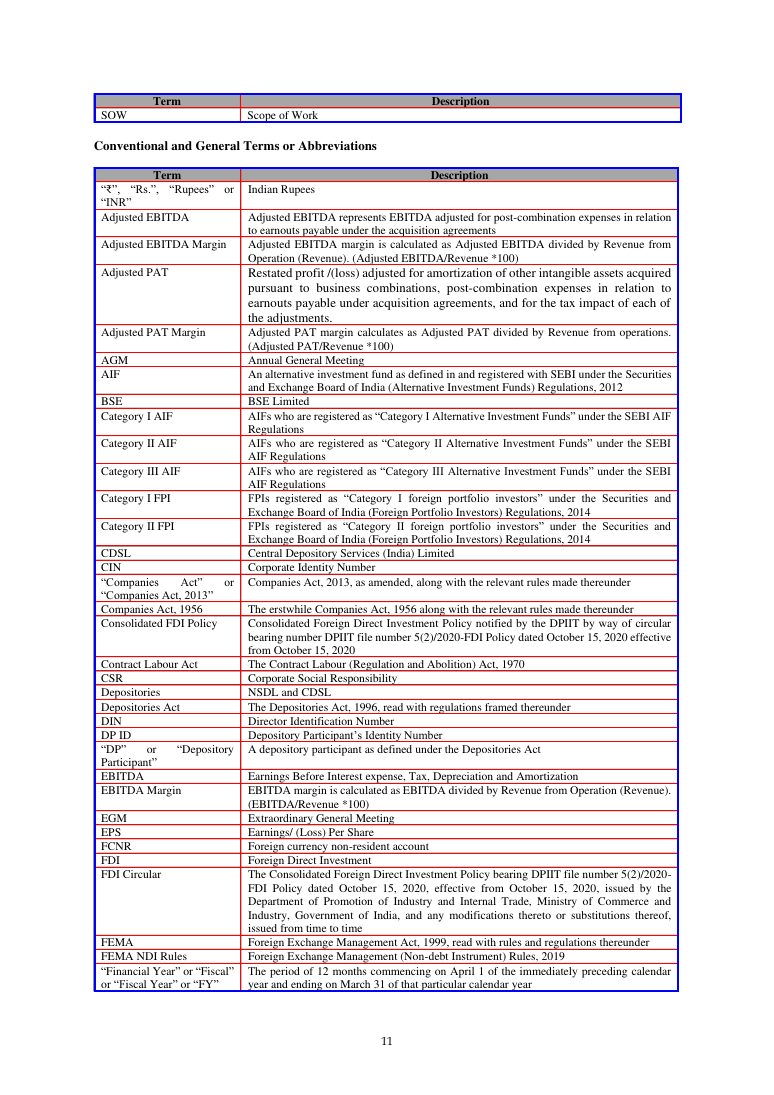 Term Description
SOW Scope of Work
Conventional and General Terms or Abbreviations
Term Description
“₹”, “Rs.”, “Rupees” or Indian Rupees
“INR”
Adjusted EBITDA Adjusted EBITDA represents EBITDA adjusted for post-combination expenses in relation
to earnouts payable under the acquisition agreements
Adjusted EBITDA Margin Adjusted EBITDA margin is calculated as Adjusted EBITDA divided by Revenue from
Operation (Revenue). (Adjusted EBITDA/Revenue *100)
Adjusted PAT Restated profit /(loss) adjusted for amortization of other intangible assets acquired
pursuant to business combinations, post-combination expenses in relation to
earnouts payable under acquisition agreements, and for the tax impact of each of
the adjustments.
Adjusted PAT Margin Adjusted PAT margin calculates as Adjusted PAT divided by Revenue from operations.
(Adjusted PAT/Revenue *100)
AGM Annual General Meeting
AIF An alternative investment fund as defined in and registered with SEBI under the Securities
and Exchange Board of India (Alternative Investment Funds) Regulations, 2012
BSE BSE Limited
Category I AIF AIFs who are registered as “Category I Alternative Investment Funds” under the SEBI AIF
Regulations
Category II AIF AIFs who are registered as “Category II Alternative Investment Funds” under the SEBI
AIF Regulations
Category III AIF AIFs who are registered as “Category III Alternative Investment Funds” under the SEBI
AIF Regulations
Category I FPI FPIs registered as “Category I foreign portfolio investors” under the Securities and
Exchange Board of India (Foreign Portfolio Investors) Regulations, 2014
Category II FPI FPIs registered as “Category II foreign portfolio investors” under the Securities and
Exchange Board of India (Foreign Portfolio Investors) Regulations, 2014
CDSL Central Depository Services (India) Limited
CIN Corporate Identity Number
“Companies Act” or Companies Act, 2013, as amended, along with the relevant rules made thereunder
“Companies Act, 2013”
Companies Act, 1956 The erstwhile Companies Act, 1956 along with the relevant rules made thereunder
Consolidated FDI Policy Consolidated Foreign Direct Investment Policy notified by the DPIIT by way of circular
bearing number DPIIT file number 5(2)/2020-FDI Policy dated October 15, 2020 effective
from October 15, 2020
Contract Labour Act The Contract Labour (Regulation and Abolition) Act, 1970
CSR Corporate Social Responsibility
Depositories NSDL and CDSL
Depositories Act The Depositories Act, 1996, read with regulations framed thereunder
DIN Director Identification Number
DP ID Depository Participant’s Identity Number
“DP” or “Depository A depository participant as defined under the Depositories Act
Participant”
EBITDA Earnings Before Interest expense, Tax, Depreciation and Amortization
EBITDA Margin EBITDA margin is calculated as EBITDA divided by Revenue from Operation (Revenue).
(EBITDA/Revenue *100)
EGM Extraordinary General Meeting
EPS Earnings/ (Loss) Per Share
FCNR Foreign currency non-resident account
FDI Foreign Direct Investment
FDI Circular The Consolidated Foreign Direct Investment Policy bearing DPIIT file number 5(2)/2020-
FDI Policy dated October 15, 2020, effective from October 15, 2020, issued by the
Department of Promotion of Industry and Internal Trade, Ministry of Commerce and
Industry, Government of India, and any modifications thereto or substitutions thereof,
issued from time to time
FEMA Foreign Exchange Management Act, 1999, read with rules and regulations thereunder
FEMA NDI Rules Foreign Exchange Management (Non-debt Instrument) Rules, 2019
“Financial Year” or “Fiscal” The period of 12 months commencing on April 1 of the immediately preceding calendar
or “Fiscal Year” or “FY” year and ending on March 31 of that particular calendar year
11